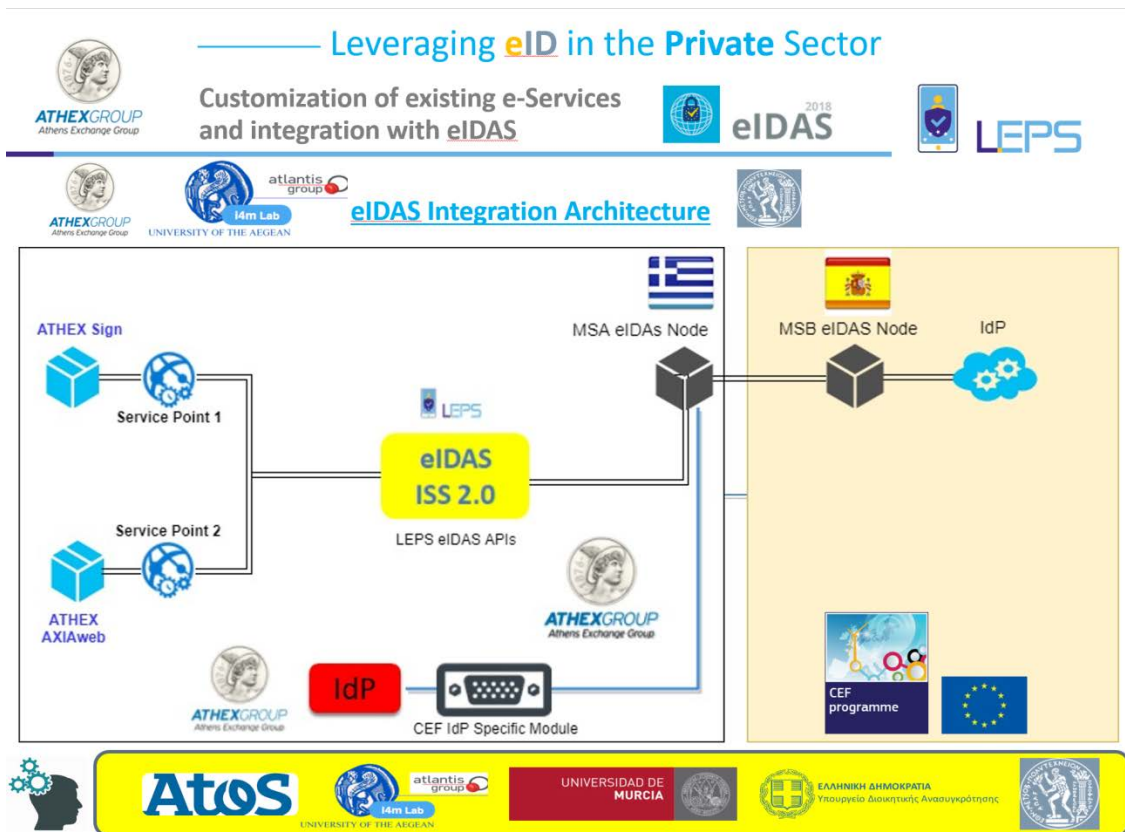 Leveraging eID in the Private Sector
ATHEXGROUP
Athens Exchange Group
Customization of existing e-Services
and integration with eIDAS
2018
eIDAS
LEPS
ATHEXGROUP
Athens Exchange Group
I4m Lab
UNIVERSITY OF THE AEGEAN
atlantis
group
eIDAS Integration Architecture
ATHEX Sign
Service Point 1
MSA eIDAs Node
MSB eIDAS Node
IdP
LEPS
eIDAS
ISS 2.0
LEPS eIDAS APIs
Service Point 2
ATHEX
AXIAweb
ATHEXGROUP
Athens Exchange Group
ATHEXGROUP
Athens Exchange Group
IdP
CEF IdP Specific Module
CEF
programme
Atos
I4m Lab
UNIVERSITY OF THE AEGEAN
atlantis
group
UNIVERSIDAD DE
MURCIA
ΕΛΛΗΝΙΚΗ ΔΗΜΟΚΡΑΤΙΑ
Υπουργείο Διοικητικής Ανασυγκρότησης